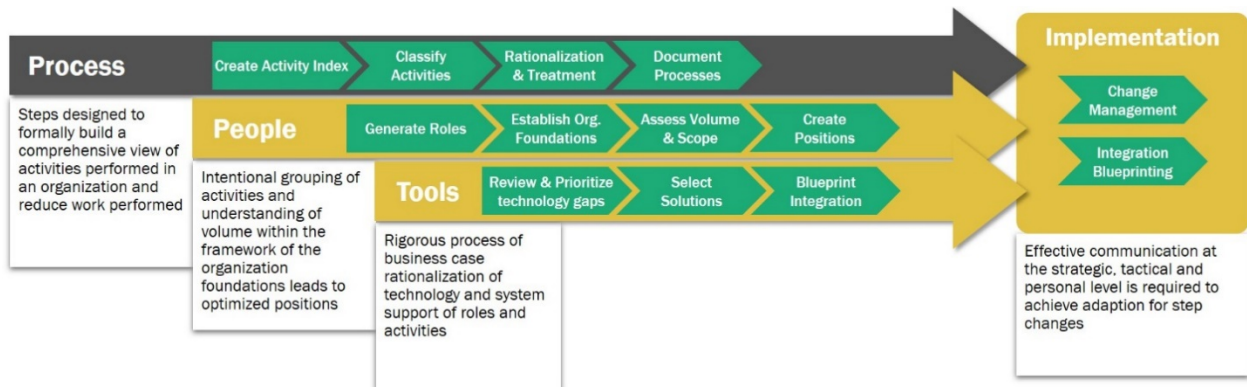 Process
Create Activity Index
Classify
Activities
Rationalization
& Treatment
Document
Processes
Steps designed to
formally build a
comprehensive view of
activities performed in
an organization and
reduce work performed
People
Generate Roles
Establish Org.
Foundations
Assess Volume
& Scope
Create
Positions
Intentional grouping of
activities and
understanding of
volume within the
framework of the
organization
foundations leads to
optimized positions
Tools
Review & Prioritize
technology gaps
Select
Solutions
Blueprint
Integration
Rigorous process of
business case
rationalization of
technology and system
support of roles and
activities
Implementation
Change
Management
Integration
Blueprinting
Effective communication at
the strategic, tactical and
personal level is required to
achieve adaption for step
changes